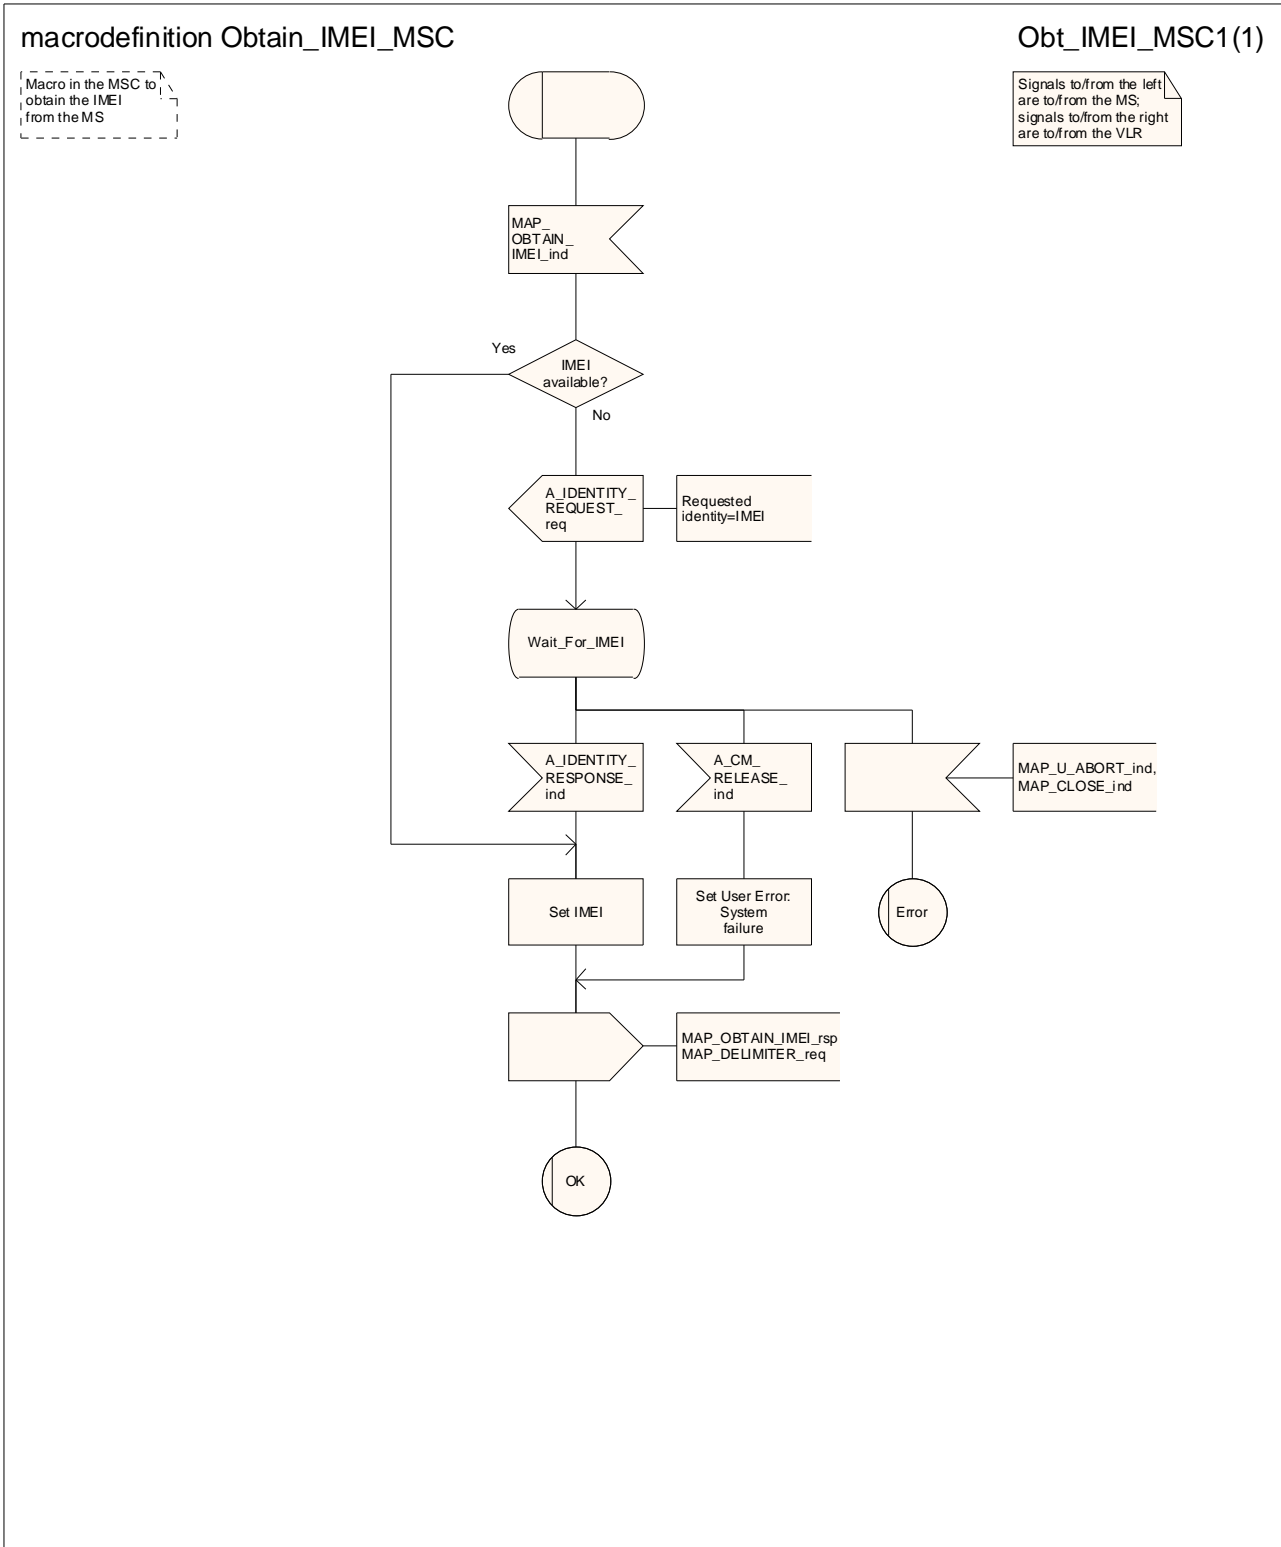 macrodefinition Obtain_IMEI_MSC
Obt_IMEI_MSC1(1)
Macro in the MSC to
obtain the IMEI
from the MS
Signals to/from the left
are to/from the MS;
signals to/from the right
are to/from the VLR
MAP_
OBTAIN_
IMEI_ind
Yes
IMEI
available?
No
A_IDENTITY_
REQUEST_
req
Requested
identity=IMEI
Wait_For_IMEI
A_IDENTITY_
RESPONSE_
ind
A_CM_
RELEASE_
ind
MAP_U_ABORT_ind,
MAP_CLOSE_ind
Set IMEI
Set User Error:
System
failure
Error
MAP_OBTAIN_IMEI_rsp
MAP_DELIMITER_req
OK